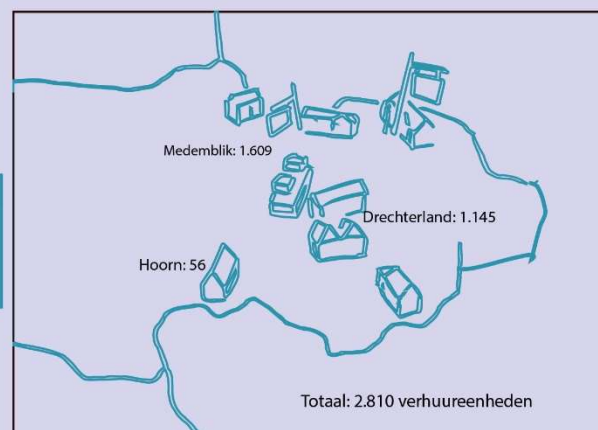 Medemblik: 1.609
Drechterland: 1.145
Hoorn: 56
Totaal: 2.810 verhuureenheden